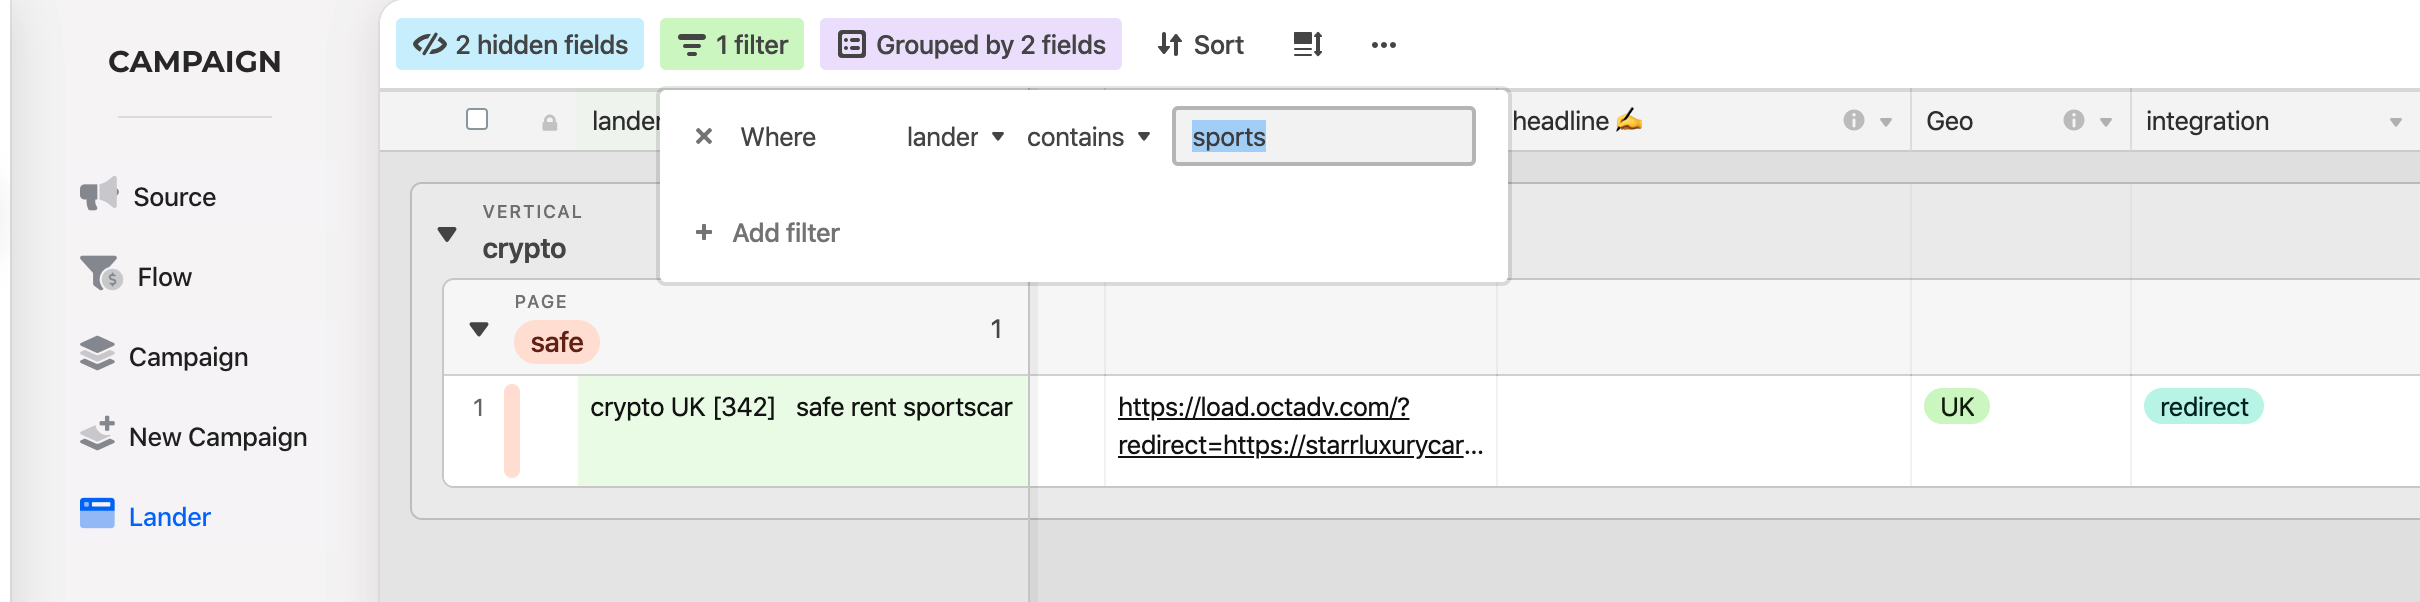 CAMPAIGN
Source
Flow
Campaign
New Campaign
Lander
2 hidden fields
1 filter
Grouped by 2 fields
Sort
lander
headline ✍️
Geo
integration
Where
lander
contains
sports
+ Add filter
VERTICAL
crypto
PAGE
safe
1
1
crypto UK [342] safe rent sportscar
https://load.octadv.com/?
redirect=https://starrluxurycar...
UK
redirect